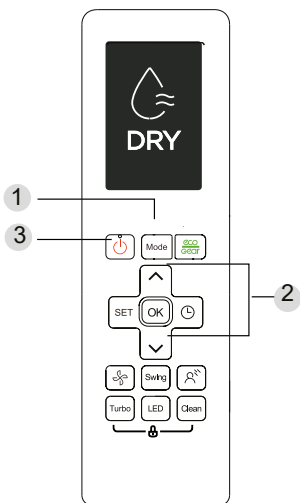 DRY
1
3
Mode
eco
Gear
2
SET
OK
Swing
Turbo
LED
Clean